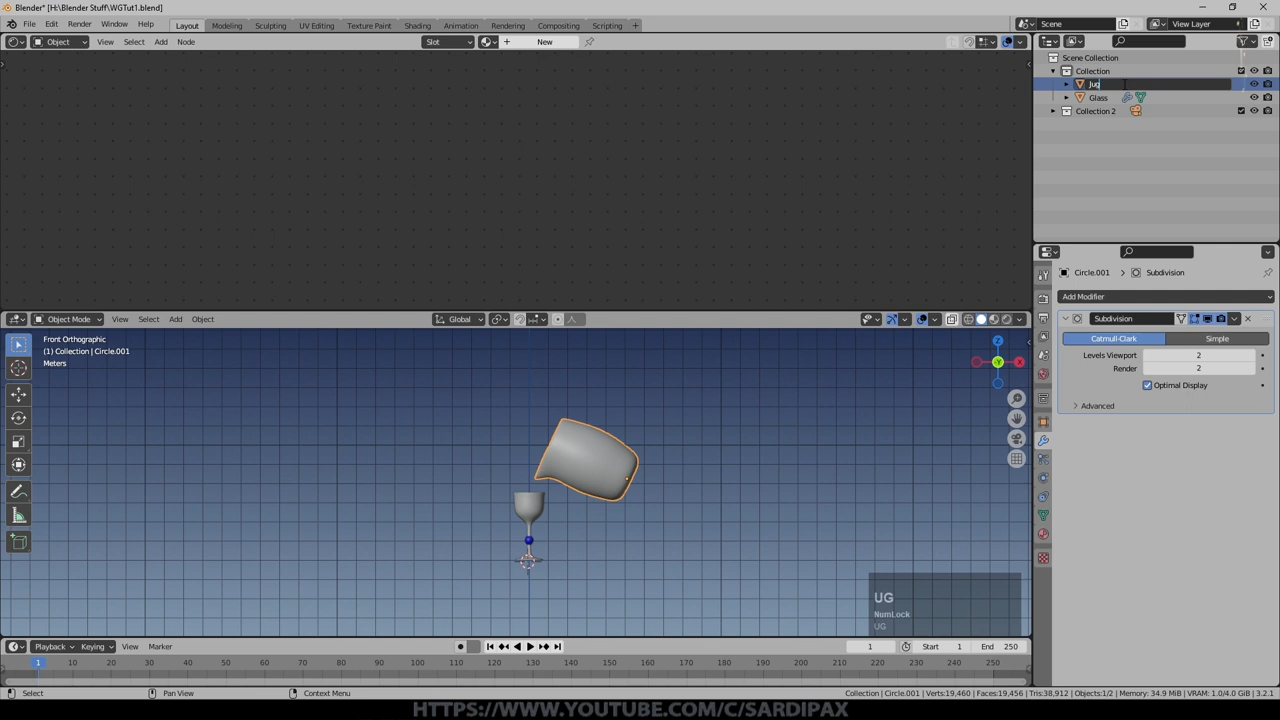 Blender* [H:\Blender Stuff\WGTut1.blend]
File Edit Render Window Help Layout Modeling Sculpting UV Editing Texture Paint Shading Animation Rendering Compositing Scripting + Scene View Layer
Object View Select Add Node Slot New
Scene Collection
Collection
Jug
Glass
Collection 2
Circle.001 Subdivision
Add Modifier
Subdivision
Catmull-Clark Simple
Levels Viewport 2
Render 2
Optimal Display
Advanced
Object Mode View Select Add Object Global
Front Orthographic
(1) Collection | Circle.001
Meters
Z
Y
X
UG
NumLock
UG
Playback Keying View Marker 1 Start 1 End 250
1 10 20 30 40 50 60 70 80 90 100 110 120 130 140 150 160 170 180 190 200 210 220 230 240 250
Select Pan View Context Menu Collection | Circle.001 | Verts:19,460 | Faces:19,456 | Tris:38,912 | Objects:1/2 | Memory: 34.9 MiB | VRAM: 1.0/4.0 GiB | 3.2.1
HTTPS://WWW.YOUTUBE.COM/C/SARDIPAX